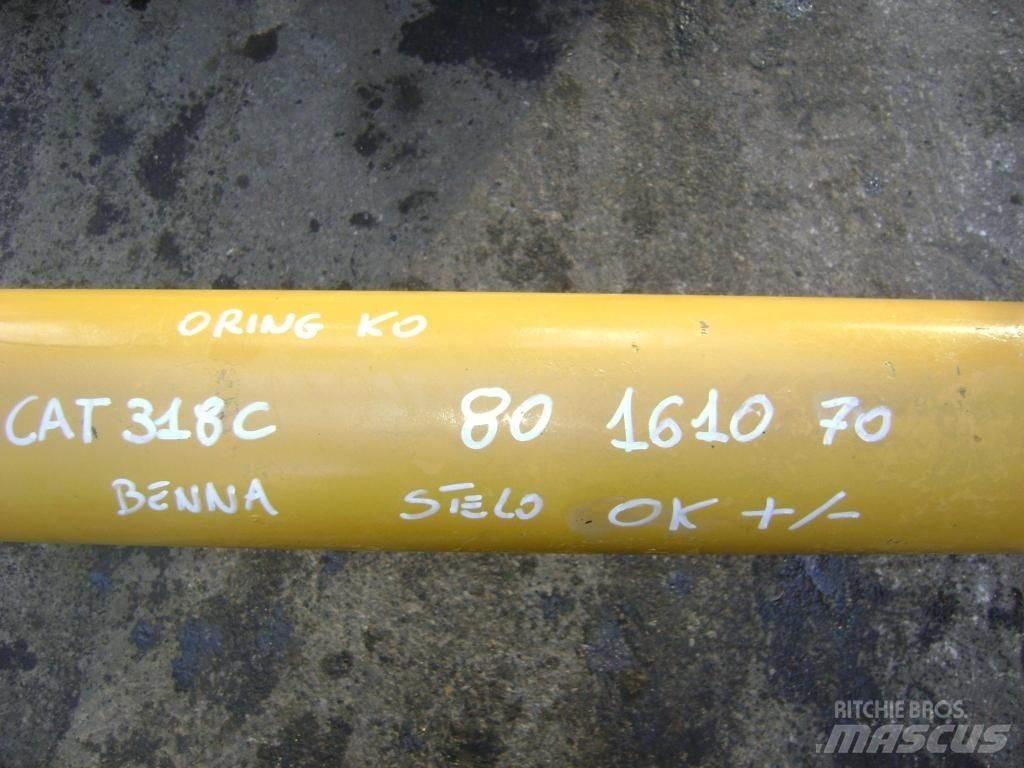 ORING KO
CAT 318C 80 1610 70
BENNA STELO OK +/-
RITCHIE BROS.
MASCUS